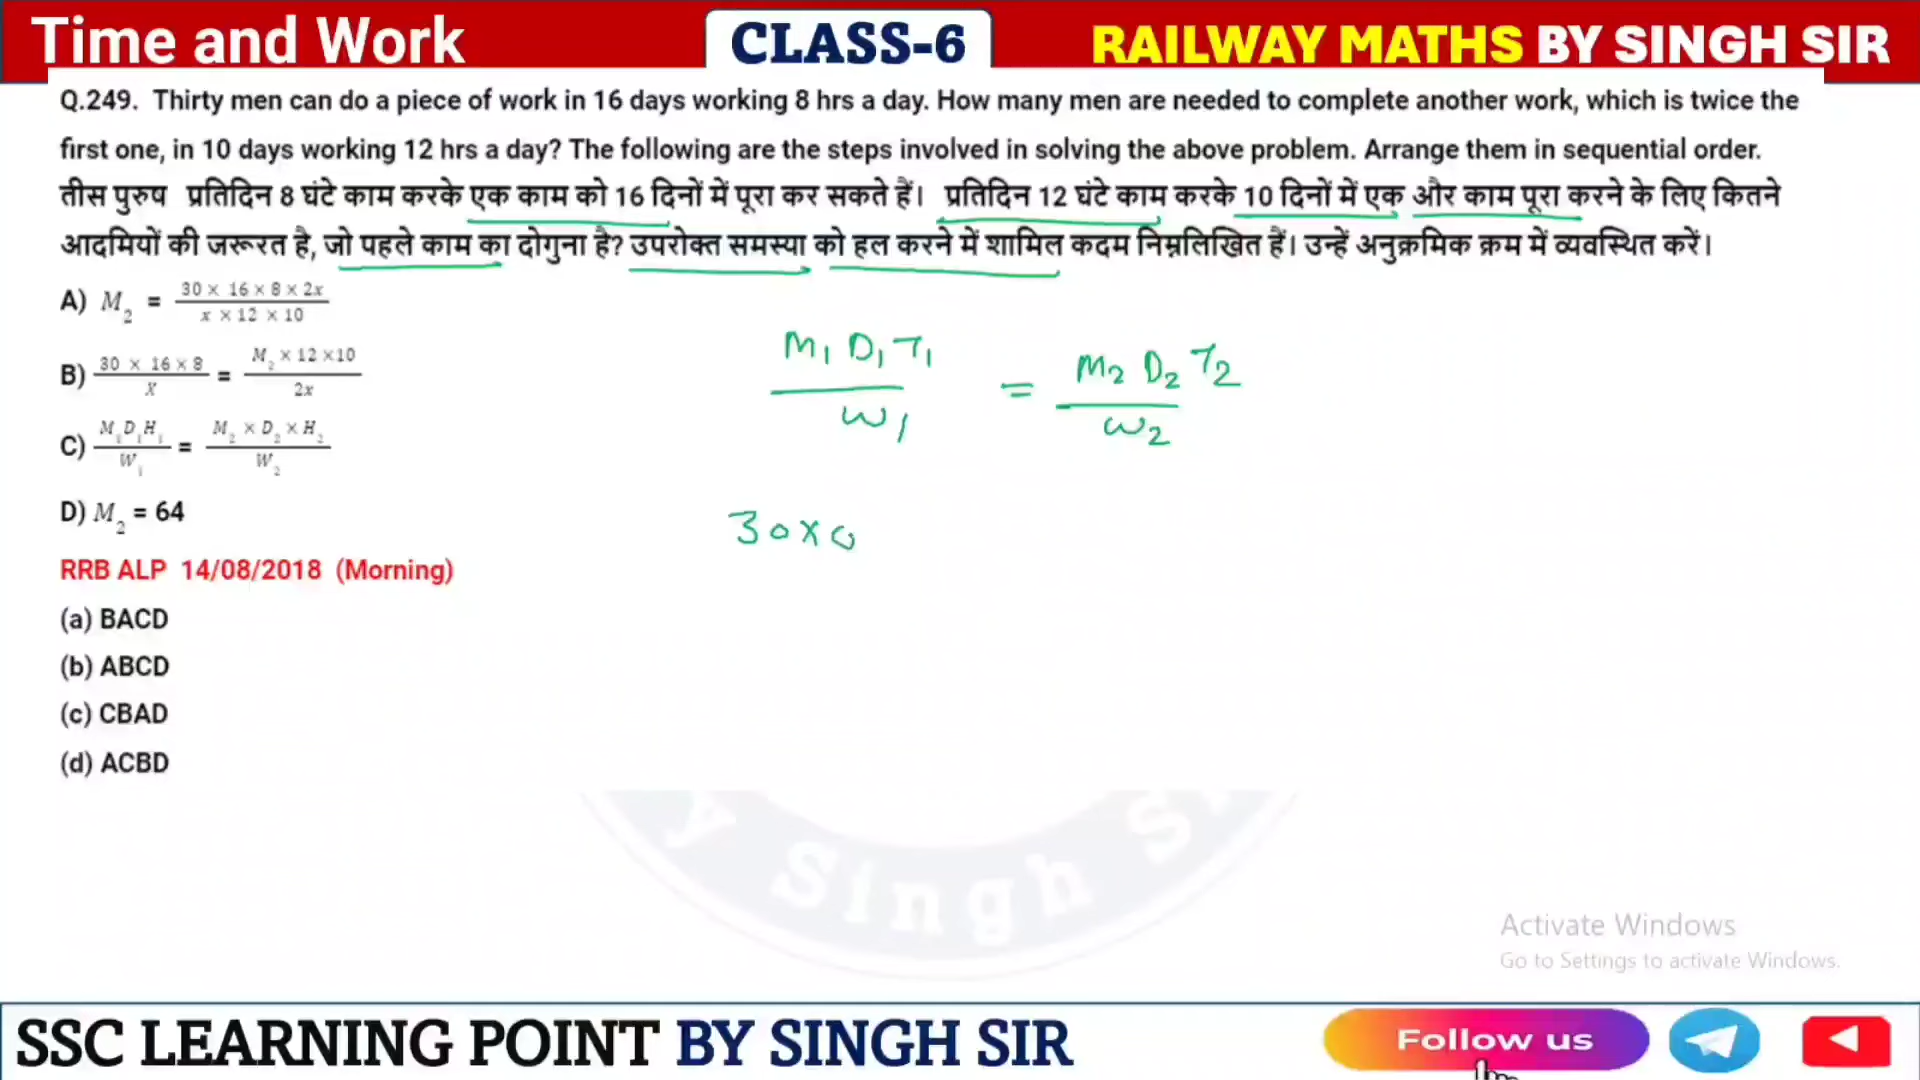 Time and Work
CLASS-6
RAILWAY MATHS BY SINGH SIR
Q.249. Thirty men can do a piece of work in 16 days working 8 hrs a day. How many men are needed to complete another work, which is twice the
first one, in 10 days working 12 hrs a day? The following are the steps involved in solving the above problem. Arrange them in sequential order.
तीस पुरुष प्रतिदिन 8 घंटे काम करके एक काम को 16 दिनों में पूरा कर सकते हैं। प्रतिदिन 12 घंटे काम करके 10 दिनों में एक और काम पूरा करने के लिए कितने
आदमियों की जरूरत है, जो पहले काम का दोगुना है? उपरोक्त समस्या को हल करने में शामिल कदम निम्नलिखित हैं। उन्हें अनुक्रमिक क्रम में व्यवस्थित करें।
A) M₂ = (30 × 16 × 8 × 2x) / (x × 12 × 10)
B) (30 × 16 × 8) / X = (M₂ × 12 × 10) / 2x
C) (M₁D₁H₁) / W₁ = (M₂ × D₂ × H₂) / W₂
D) M₂ = 64
M₁ D₁ T₁ / W₁ = M₂ D₂ T₂ / W₂
30×
RRB ALP 14/08/2018 (Morning)
(a) BACD
(b) ABCD
(c) CBAD
(d) ACBD
y Singh S
Activate Windows
Go to Settings to activate Windows.
SSC LEARNING POINT BY SINGH SIR
Follow us